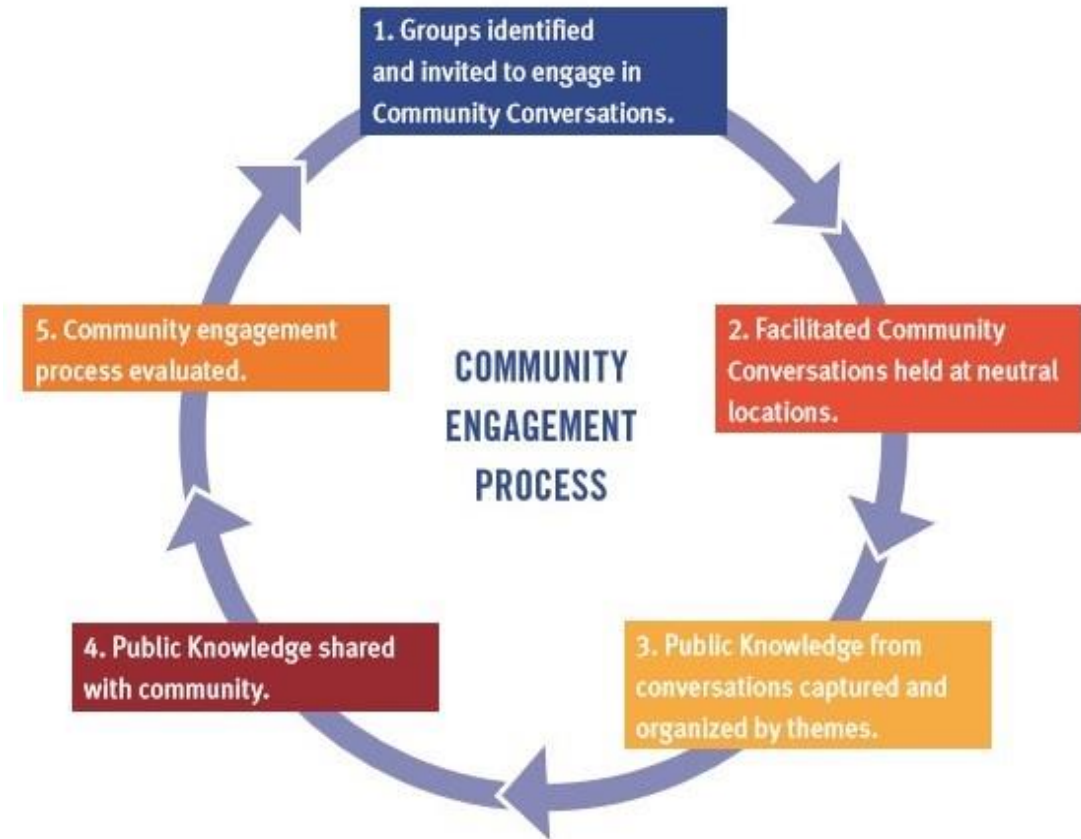 1. Groups identified
and invited to engage in
Community Conversations.
2. Facilitated Community
Conversations held at neutral
locations.
3. Public Knowledge from
conversations captured and
organized by themes.
4. Public Knowledge shared
with community.
5. Community engagement
process evaluated.
COMMUNITY
ENGAGEMENT
PROCESS